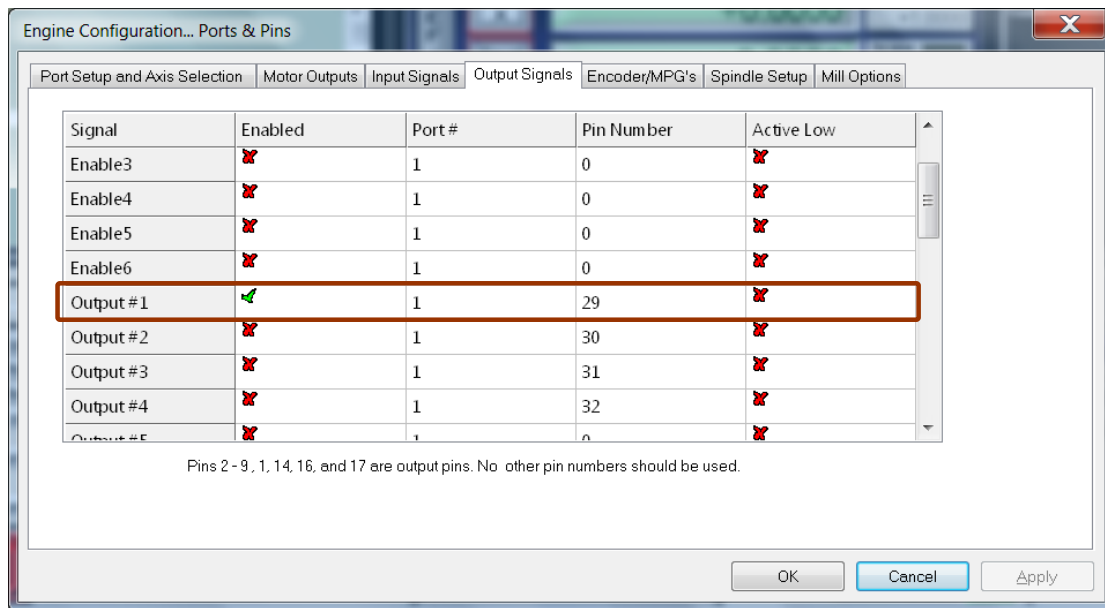 Engine Configuration... Ports & Pins
Port Setup and Axis Selection Motor Outputs Input Signals Output Signals Encoder/MPG's Spindle Setup Mill Options
Signal Enabled Port # Pin Number Active Low
Enable3 1 0
Enable4 1 0
Enable5 1 0
Enable6 1 0
Output #1 1 29
Output #2 1 30
Output #3 1 31
Output #4 1 32
Output #5 1 0
Pins 2 - 9 , 1, 14, 16, and 17 are output pins. No other pin numbers should be used.
OK Cancel Apply